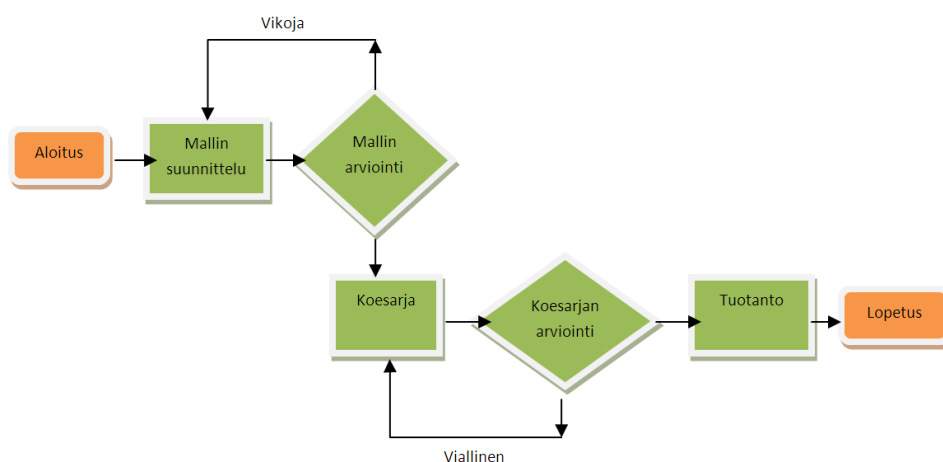 Vikoja
Aloitus
Mallin
suunnittelu
Mallin
arviointi
Koesarja
Koesarjan
arviointi
Tuotanto
Lopetus
Viallinen